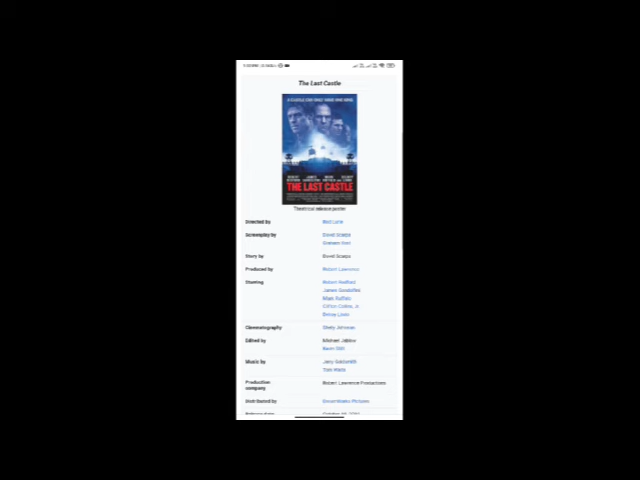 The Last Castle
THE LAST CASTLE
Theatrical release poster
Directed by
Rod Lurie
Screenplay by
David Scarpa
Graham Yost
Story by
David Scarpa
Produced by
Robert Lawrence
Starring
Robert Redford
James Gandolfini
Mark Ruffalo
Clifton Collins, Jr.
Delroy Lindo
Cinematography
Shelly Johnson
Edited by
Michael Jablow
Kevin Stitt
Music by
Jerry Goldsmith
Tom Waits
Production
company
Robert Lawrence Productions
Distributed by
DreamWorks Pictures